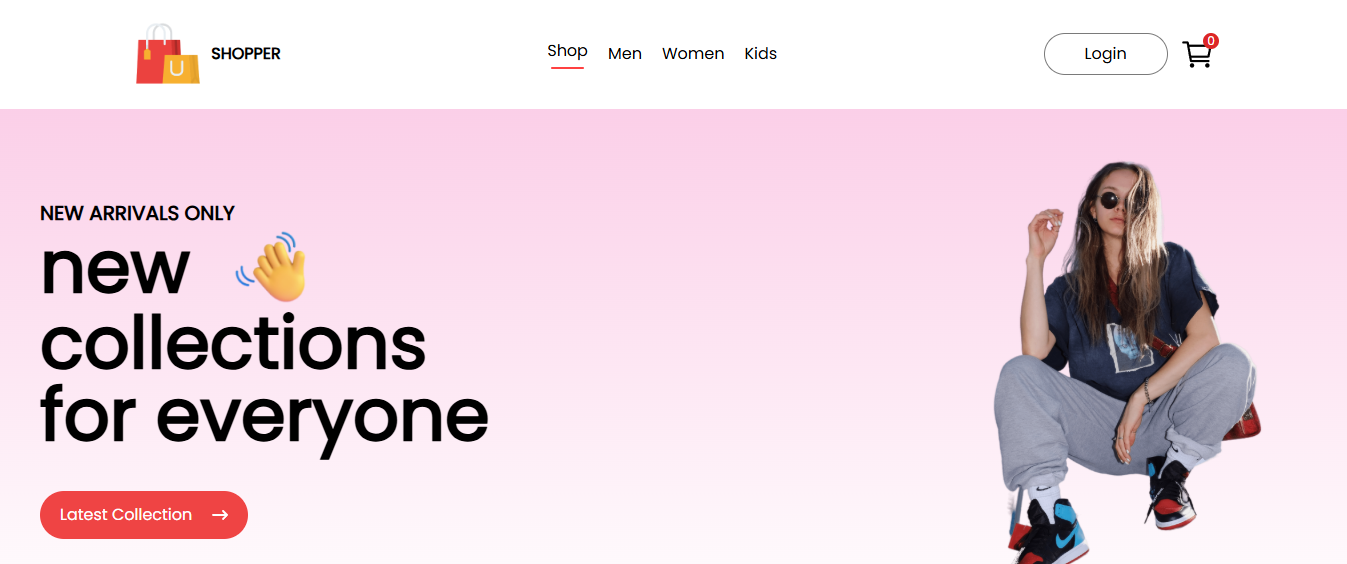 SHOPPER
Shop Men Women Kids
Login
0
NEW ARRIVALS ONLY
new
collections
for everyone
Latest Collection →